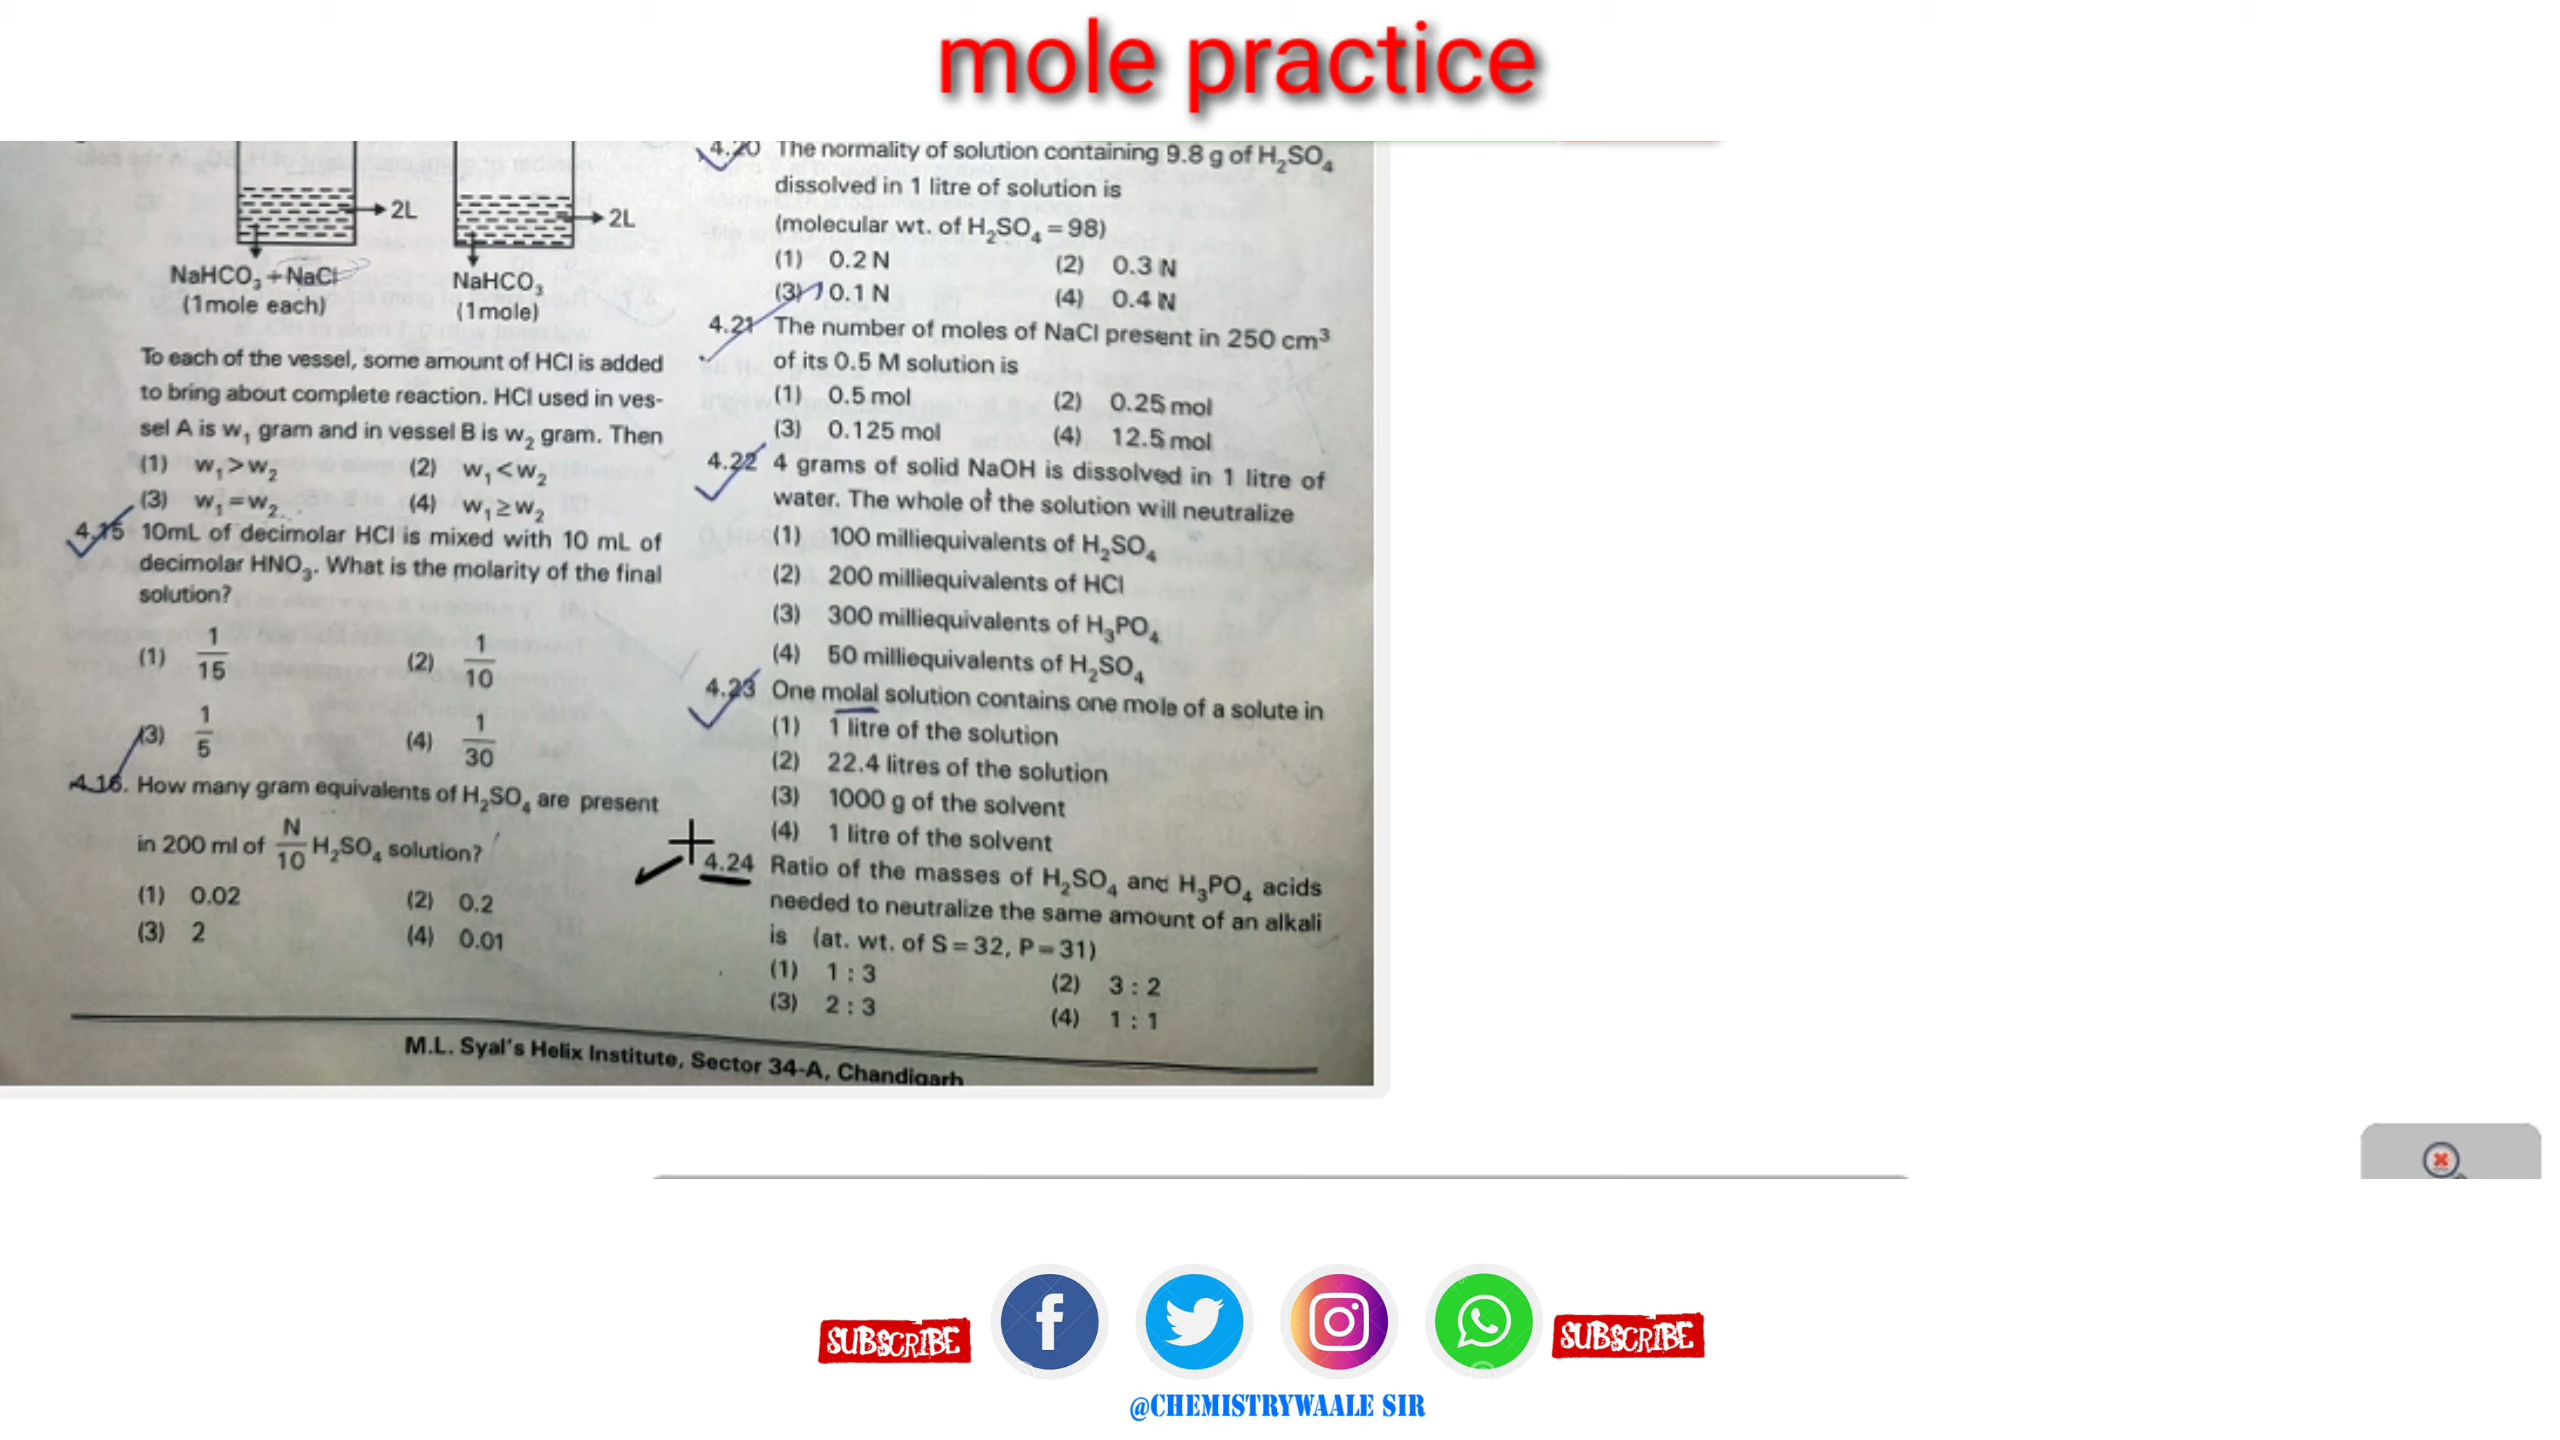 mole practice
2L
2L
NaHCO₃ + NaCl
(1mole each)
NaHCO₃
(1mole)
To each of the vessel, some amount of HCl is added
to bring about complete reaction. HCl used in ves-
sel A is w₁ gram and in vessel B is w₂ gram. Then
(1) w₁ > w₂ (2) w₁ < w₂
(3) w₁ = w₂ (4) w₁ ≥ w₂
4.15 10mL of decimolar HCl is mixed with 10 mL of
decimolar HNO₃. What is the molarity of the final
solution?
(1) 1/15 (2) 1/10
(3) 1/5 (4) 1/30
4.16. How many gram equivalents of H₂SO₄ are present
in 200 ml of N/10 H₂SO₄ solution?
(1) 0.02 (2) 0.2
(3) 2 (4) 0.01
4.20 The normality of solution containing 9.8 g of H₂SO₄
dissolved in 1 litre of solution is
(molecular wt. of H₂SO₄ = 98)
(1) 0.2 N (2) 0.3 N
(3) 0.1 N (4) 0.4 N
4.21 The number of moles of NaCl present in 250 cm³
of its 0.5 M solution is
(1) 0.5 mol (2) 0.25 mol
(3) 0.125 mol (4) 12.5 mol
4.22 4 grams of solid NaOH is dissolved in 1 litre of
water. The whole of the solution will neutralize
(1) 100 milliequivalents of H₂SO₄
(2) 200 milliequivalents of HCl
(3) 300 milliequivalents of H₃PO₄
(4) 50 milliequivalents of H₂SO₄
4.23 One molal solution contains one mole of a solute in
(1) 1 litre of the solution
(2) 22.4 litres of the solution
(3) 1000 g of the solvent
(4) 1 litre of the solvent
4.24 Ratio of the masses of H₂SO₄ and H₃PO₄ acids
needed to neutralize the same amount of an alkali
is (at. wt. of S = 32, P = 31)
(1) 1 : 3 (2) 3 : 2
(3) 2 : 3 (4) 1 : 1
M.L. Syal's Helix Institute, Sector 34-A, Chandigarh
SUBSCRIBE
SUBSCRIBE
@CHEMISTRYWAALE SIR